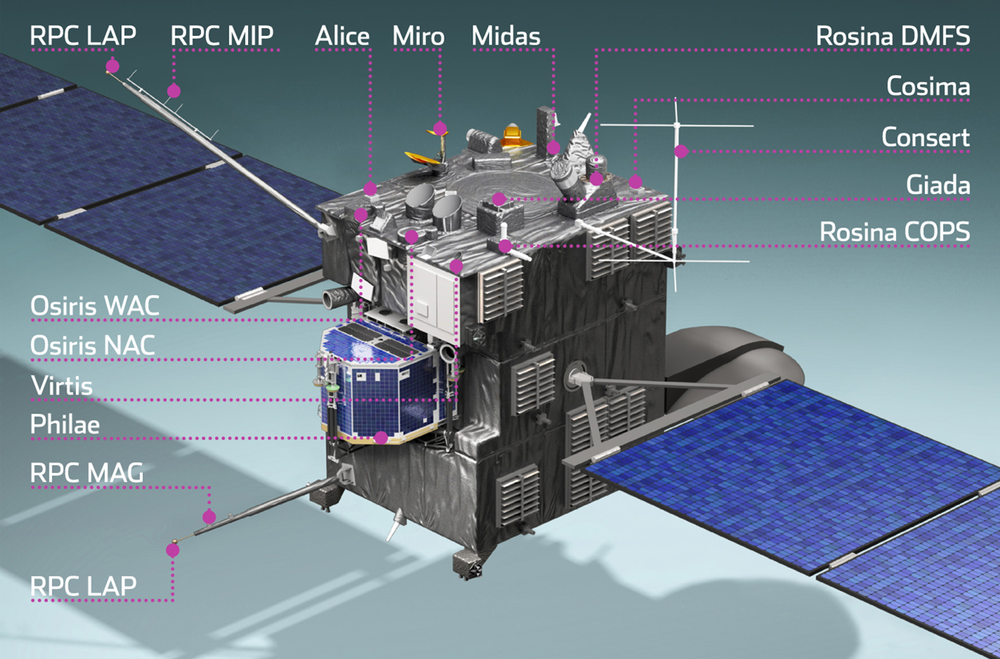 RPC LAP
RPC MIP
Alice
Miro
Midas
Rosina DMFS
Cosima
Consert
Giada
Rosina COPS
Osiris WAC
Osiris NAC
Virtis
Philae
RPC MAG
RPC LAP